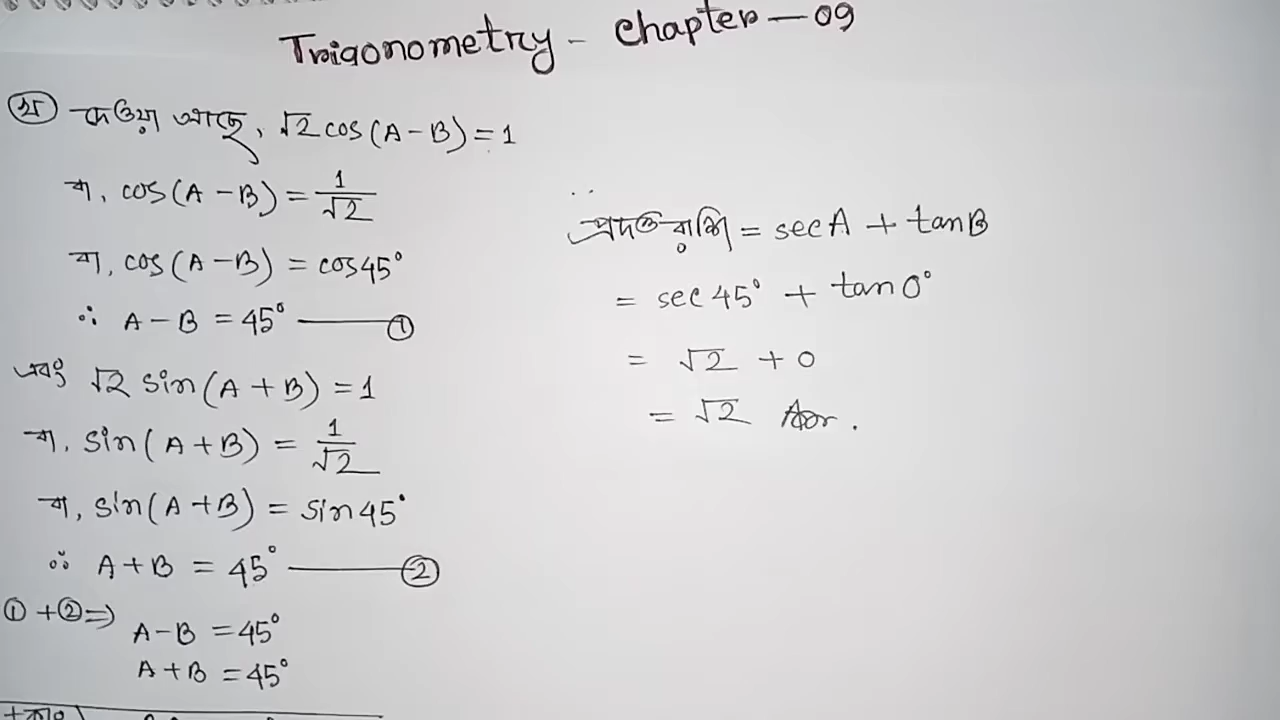 Trigonometry - Chapter - 09
দেওয়া আছে, √2 cos(A-B) = 1
বা, cos(A-B) = 1/√2
বা, cos(A-B) = cos45°
∴ A-B = 45° ——— ①
এবং √2 sin(A+B) = 1
বা, sin(A+B) = 1/√2
বা, sin(A+B) = sin45°
∴ A+B = 45° ——— ②
① + ② ⇒
A-B = 45°
A+B = 45°
প্রদত্ত রাশি = secA + tanB
= sec45° + tan0°
= √2 + 0
= √2